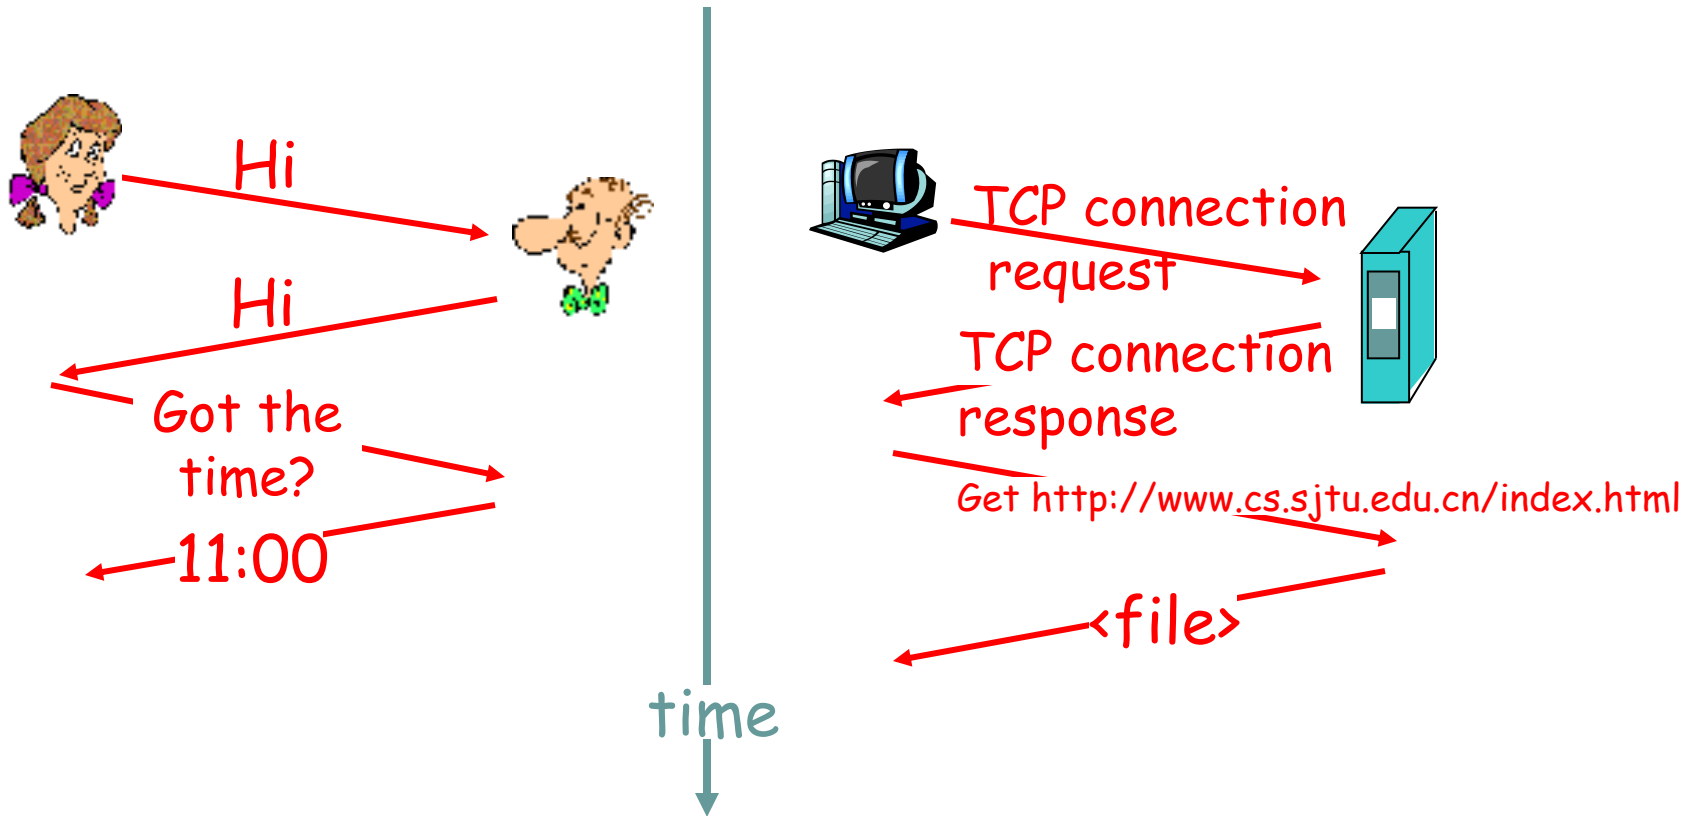 Hi
Hi
Got the
time?
11:00
TCP connection
request
TCP connection
response
Get http://www.cs.sjtu.edu.cn/index.html
<file>
time